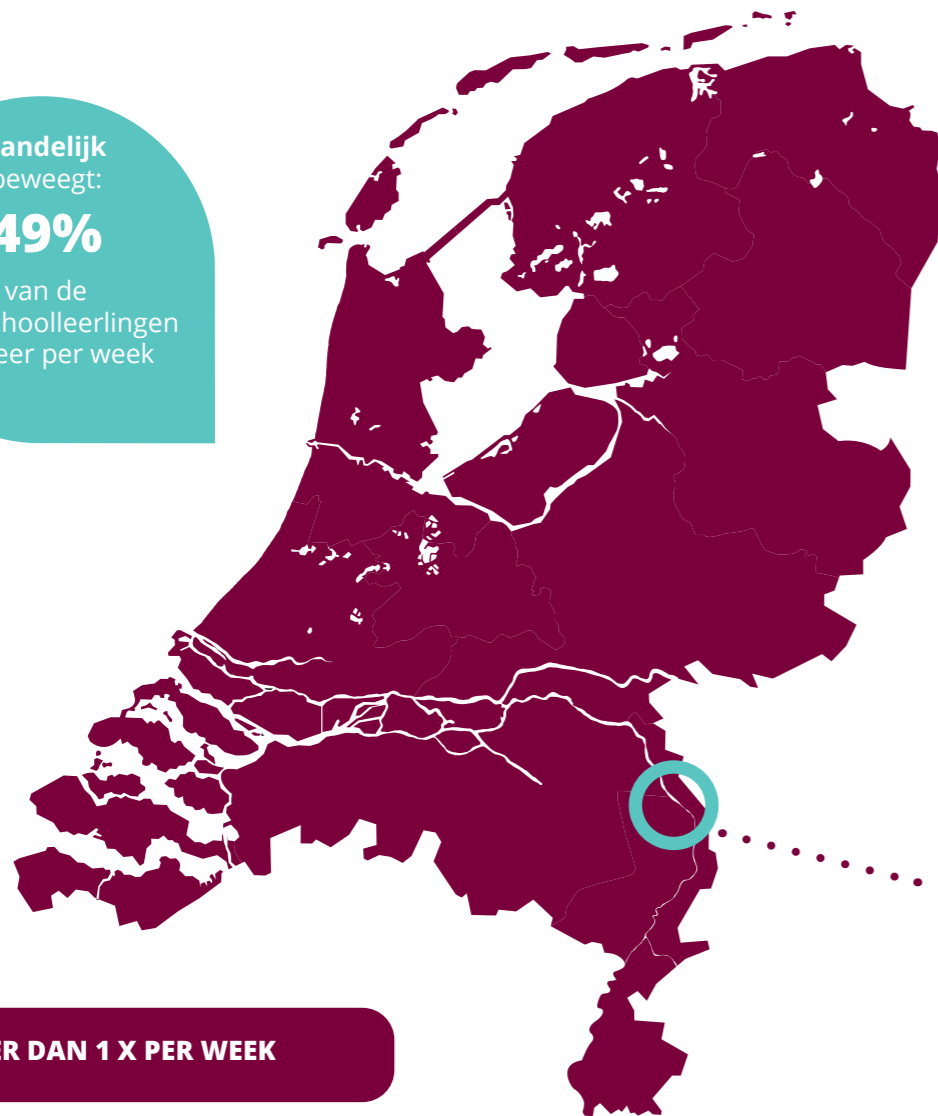 andelijk
beweegt:
49%
van de
hoolleerlingen
eer per week
ER DAN 1 X PER WEEK